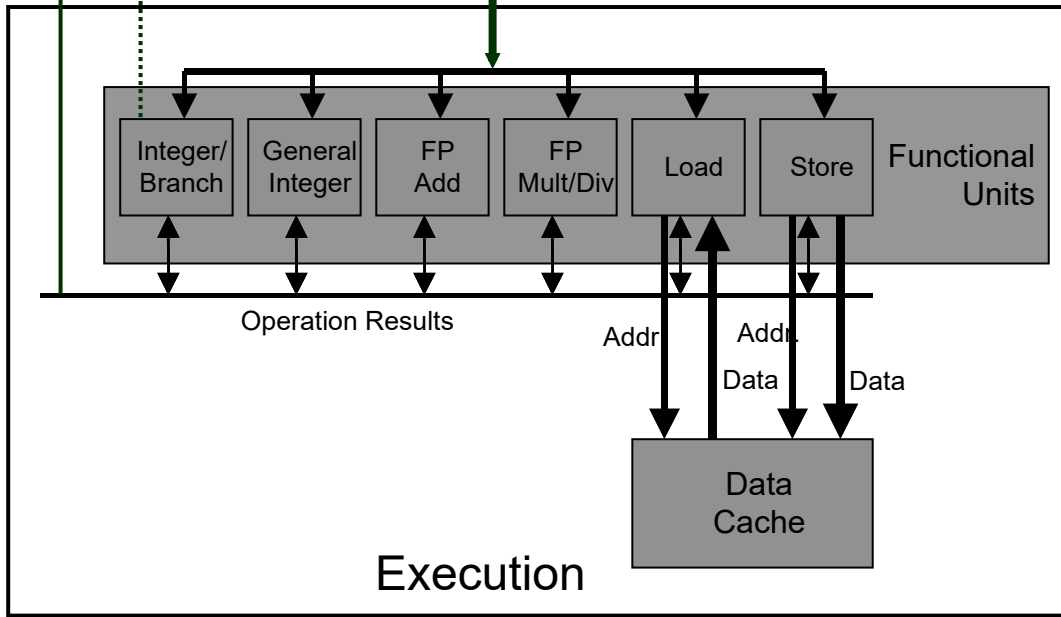 Integer/
Branch
General
Integer
FP
Add
FP
Mult/Div
Load
Store
Functional
Units
Operation Results
Addr
Addr.
Data
Data
Data
Cache
Execution